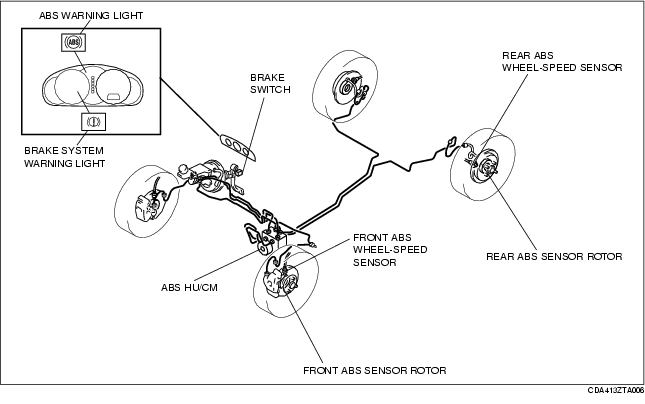 ABS WARNING LIGHT
ABS
BRAKE SYSTEM
WARNING LIGHT
BRAKE
SWITCH
REAR ABS
WHEEL-SPEED SENSOR
FRONT ABS
WHEEL-SPEED
SENSOR
REAR ABS SENSOR ROTOR
ABS HU/CM
FRONT ABS SENSOR ROTOR
CDA413ZTA006